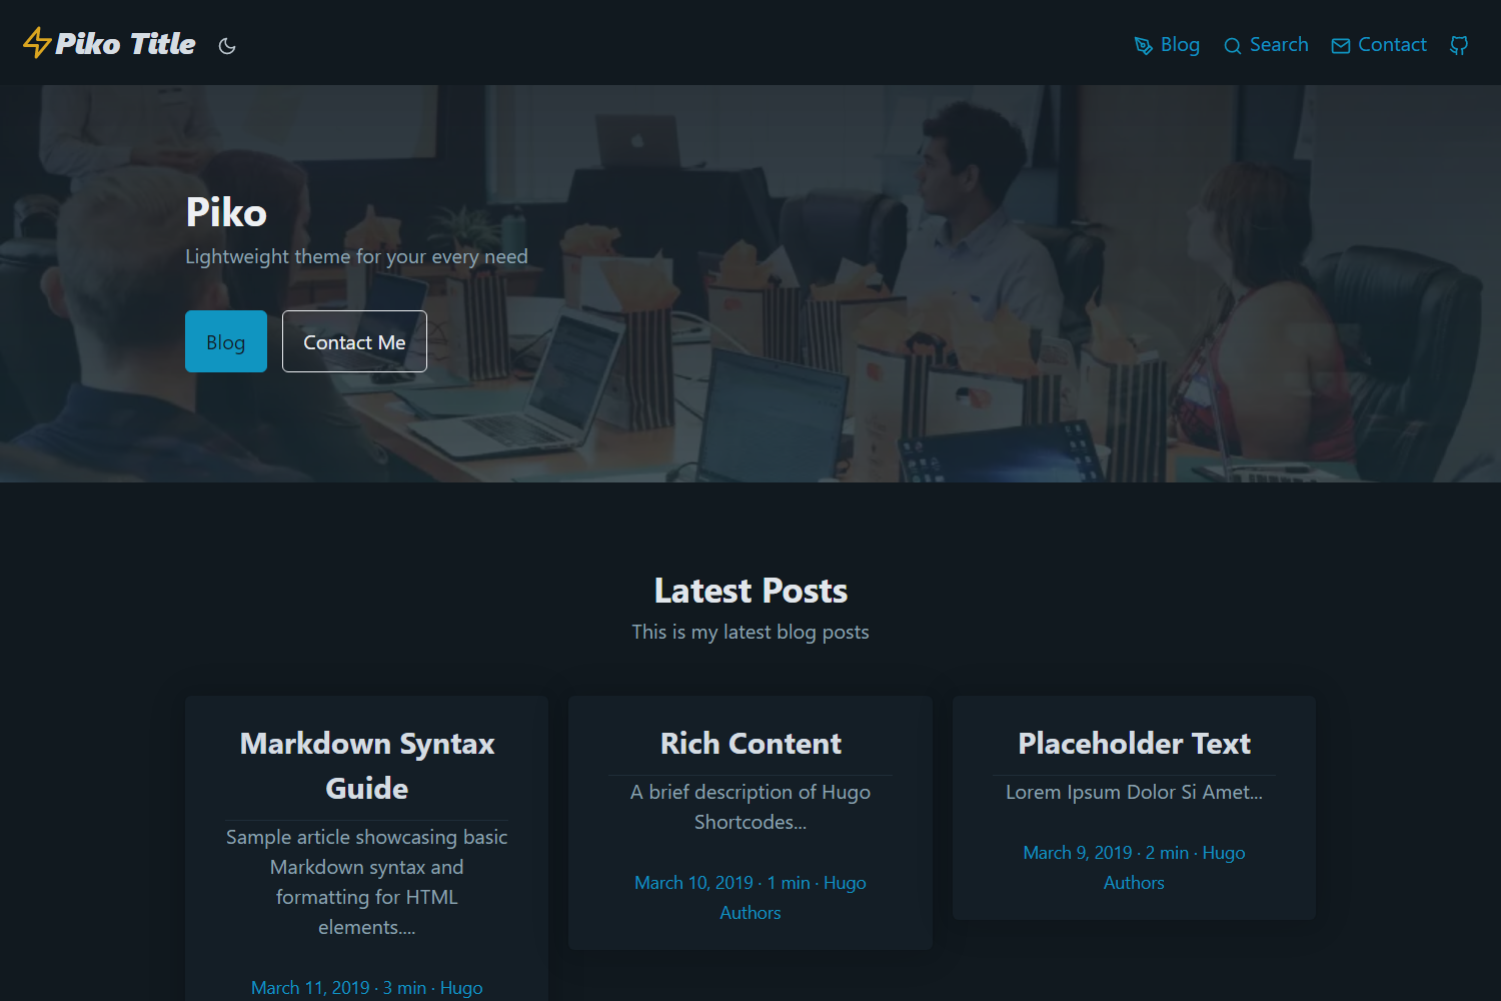 Piko Title
Blog
Search
Contact
Piko
Lightweight theme for your every need
Blog
Contact Me
Latest Posts
This is my latest blog posts
Markdown Syntax
Guide
Sample article showcasing basic
Markdown syntax and
formatting for HTML
elements....
March 11, 2019 · 3 min · Hugo
Rich Content
A brief description of Hugo
Shortcodes...
March 10, 2019 · 1 min · Hugo
Authors
Placeholder Text
Lorem Ipsum Dolor Si Amet...
March 9, 2019 · 2 min · Hugo
Authors